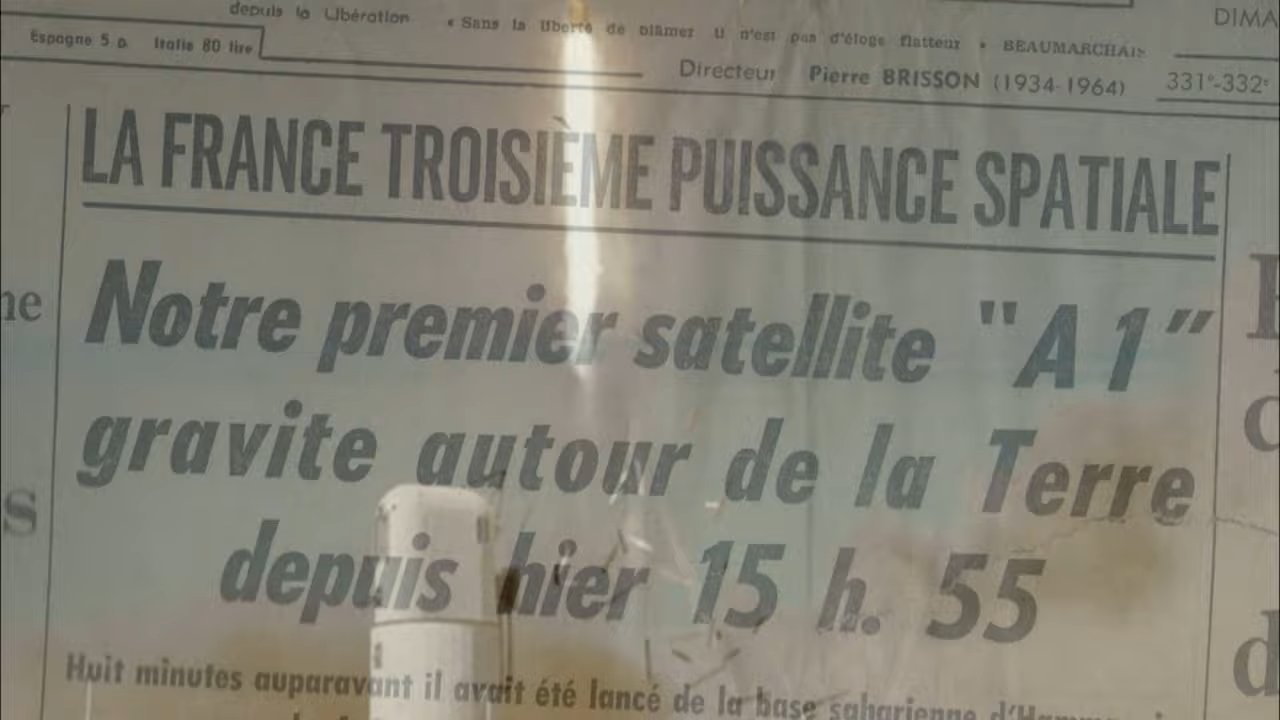 depuis la Libération
« Sans la liberté de blâmer il n'est pas d'éloge flatteur » BEAUMARCHAIS
DIMA
Espagne 5 p. Italie 80 lire
Directeur Pierre BRISSON (1934-1964)
331e-332e
LA FRANCE TROISIÈME PUISSANCE SPATIALE
Notre premier satellite "A 1"
gravite autour de la Terre
depuis hier 15 h. 55
Huit minutes auparavant il avait été lancé de la base saharienne
ne
s
d